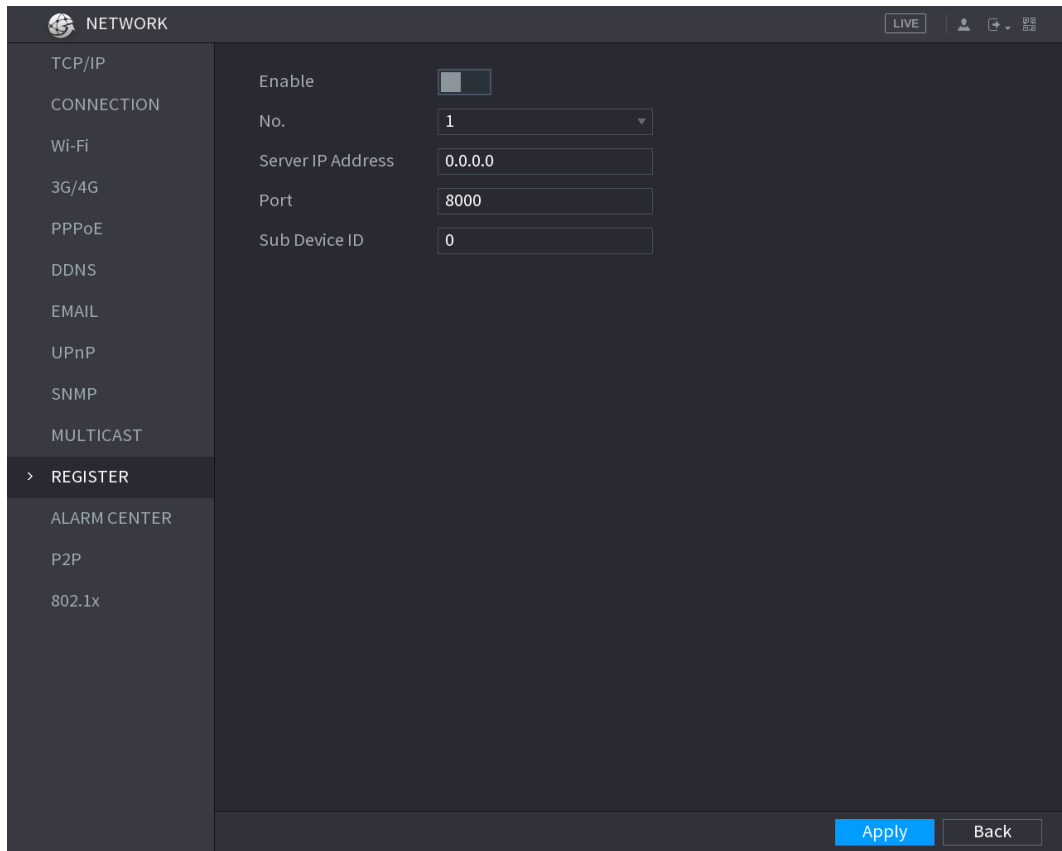 NETWORK
LIVE
TCP/IP
CONNECTION
Wi-Fi
3G/4G
PPPoE
DDNS
EMAIL
UPnP
SNMP
MULTICAST
> REGISTER
ALARM CENTER
P2P
802.1x
Enable
No. 1
Server IP Address 0.0.0.0
Port 8000
Sub Device ID 0
Apply Back